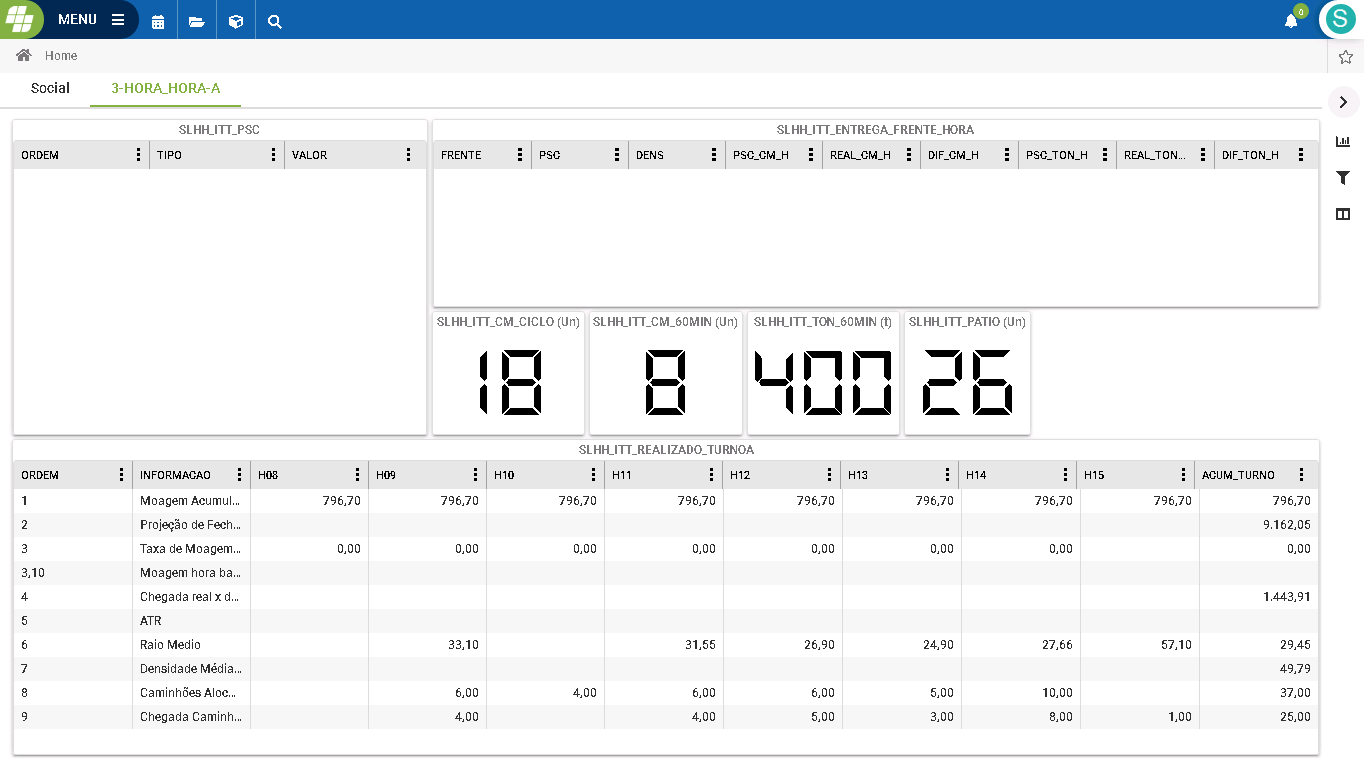 MENU
0
S
Home
Social 3-HORA_HORA-A
SLHH_ITT_PSC
ORDEM TIPO VALOR
SLHH_ITT_ENTREGA_FRENTE_HORA
FRENTE PSC DENS PSC_CM_H REAL_CM_H DIF_CM_H PSC_TON_H REAL_TON... DIF_TON_H
SLHH_ITT_CM_CICLO (Un) SLHH_ITT_CM_60MIN (Un) SLHH_ITT_TON_60MIN (t) SLHH_ITT_PATIO (Un)
18 8 400 26
SLHH_ITT_REALIZADO_TURNOA
ORDEM INFORMACAO H08 H09 H10 H11 H12 H13 H14 H15 ACUM_TURNO
1 Moagem Acumul... 796,70 796,70 796,70 796,70 796,70 796,70 796,70 796,70 796,70
2 Projeção de Fech... 9.162,05
3 Taxa de Moagem... 0,00 0,00 0,00 0,00 0,00 0,00 0,00 0,00
3,10 Moagem hora ba...
4 Chegada real x d... 1.443,91
5 ATR
6 Raio Medio 33,10 31,55 26,90 24,90 27,66 57,10 29,45
7 Densidade Média... 49,79
8 Caminhões Aloc... 6,00 4,00 6,00 6,00 5,00 10,00 37,00
9 Chegada Caminh... 4,00 4,00 5,00 3,00 8,00 1,00 25,00